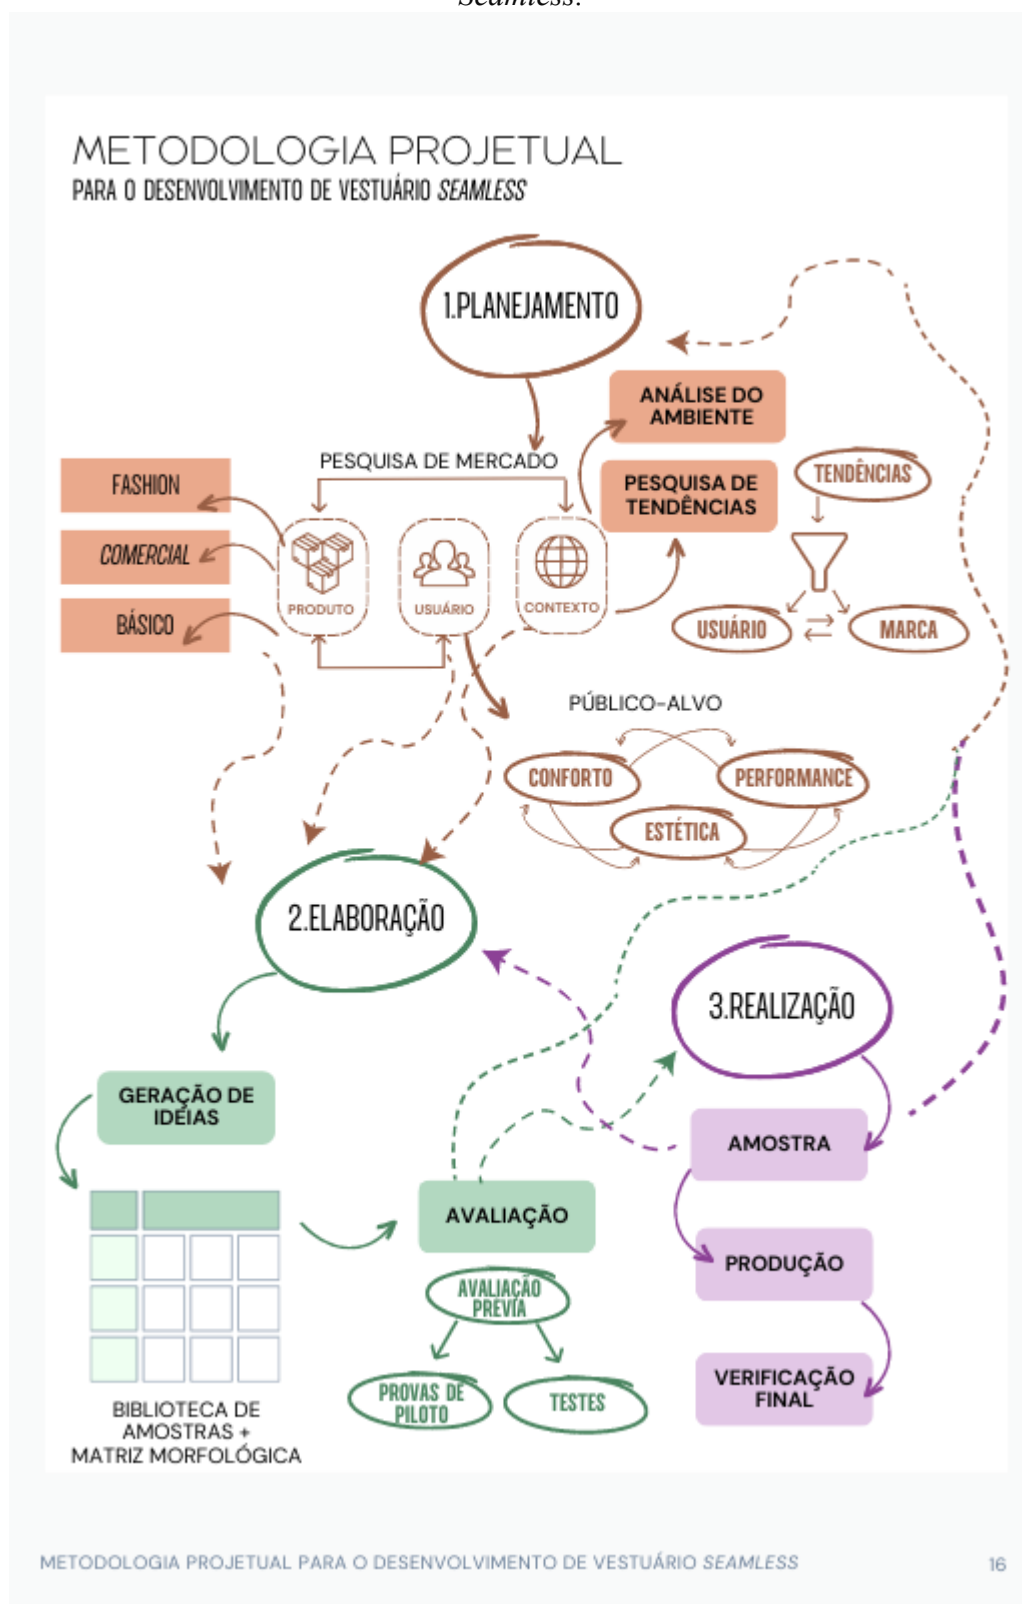 Seamless.
METODOLOGIA PROJETUAL
PARA O DESENVOLVIMENTO DE VESTUÁRIO SEAMLESS
1.PLANEJAMENTO
ANÁLISE DO
AMBIENTE
PESQUISA DE MERCADO
PESQUISA DE
TENDÊNCIAS
TENDÊNCIAS
FASHION
COMERCIAL
BÁSICO
PRODUTO
USUÁRIO
CONTEXTO
USUÁRIO
MARCA
PÚBLICO-ALVO
CONFORTO
PERFORMANCE
ESTÉTICA
2.ELABORAÇÃO
3.REALIZAÇÃO
GERAÇÃO DE
IDEIAS
AMOSTRA
AVALIAÇÃO
PRODUÇÃO
AVALIAÇÃO
PRÉVIA
PROVAS DE
PILOTO
TESTES
VERIFICAÇÃO
FINAL
BIBLIOTECA DE
AMOSTRAS +
MATRIZ MORFOLÓGICA
METODOLOGIA PROJETUAL PARA O DESENVOLVIMENTO DE VESTUÁRIO SEAMLESS
16